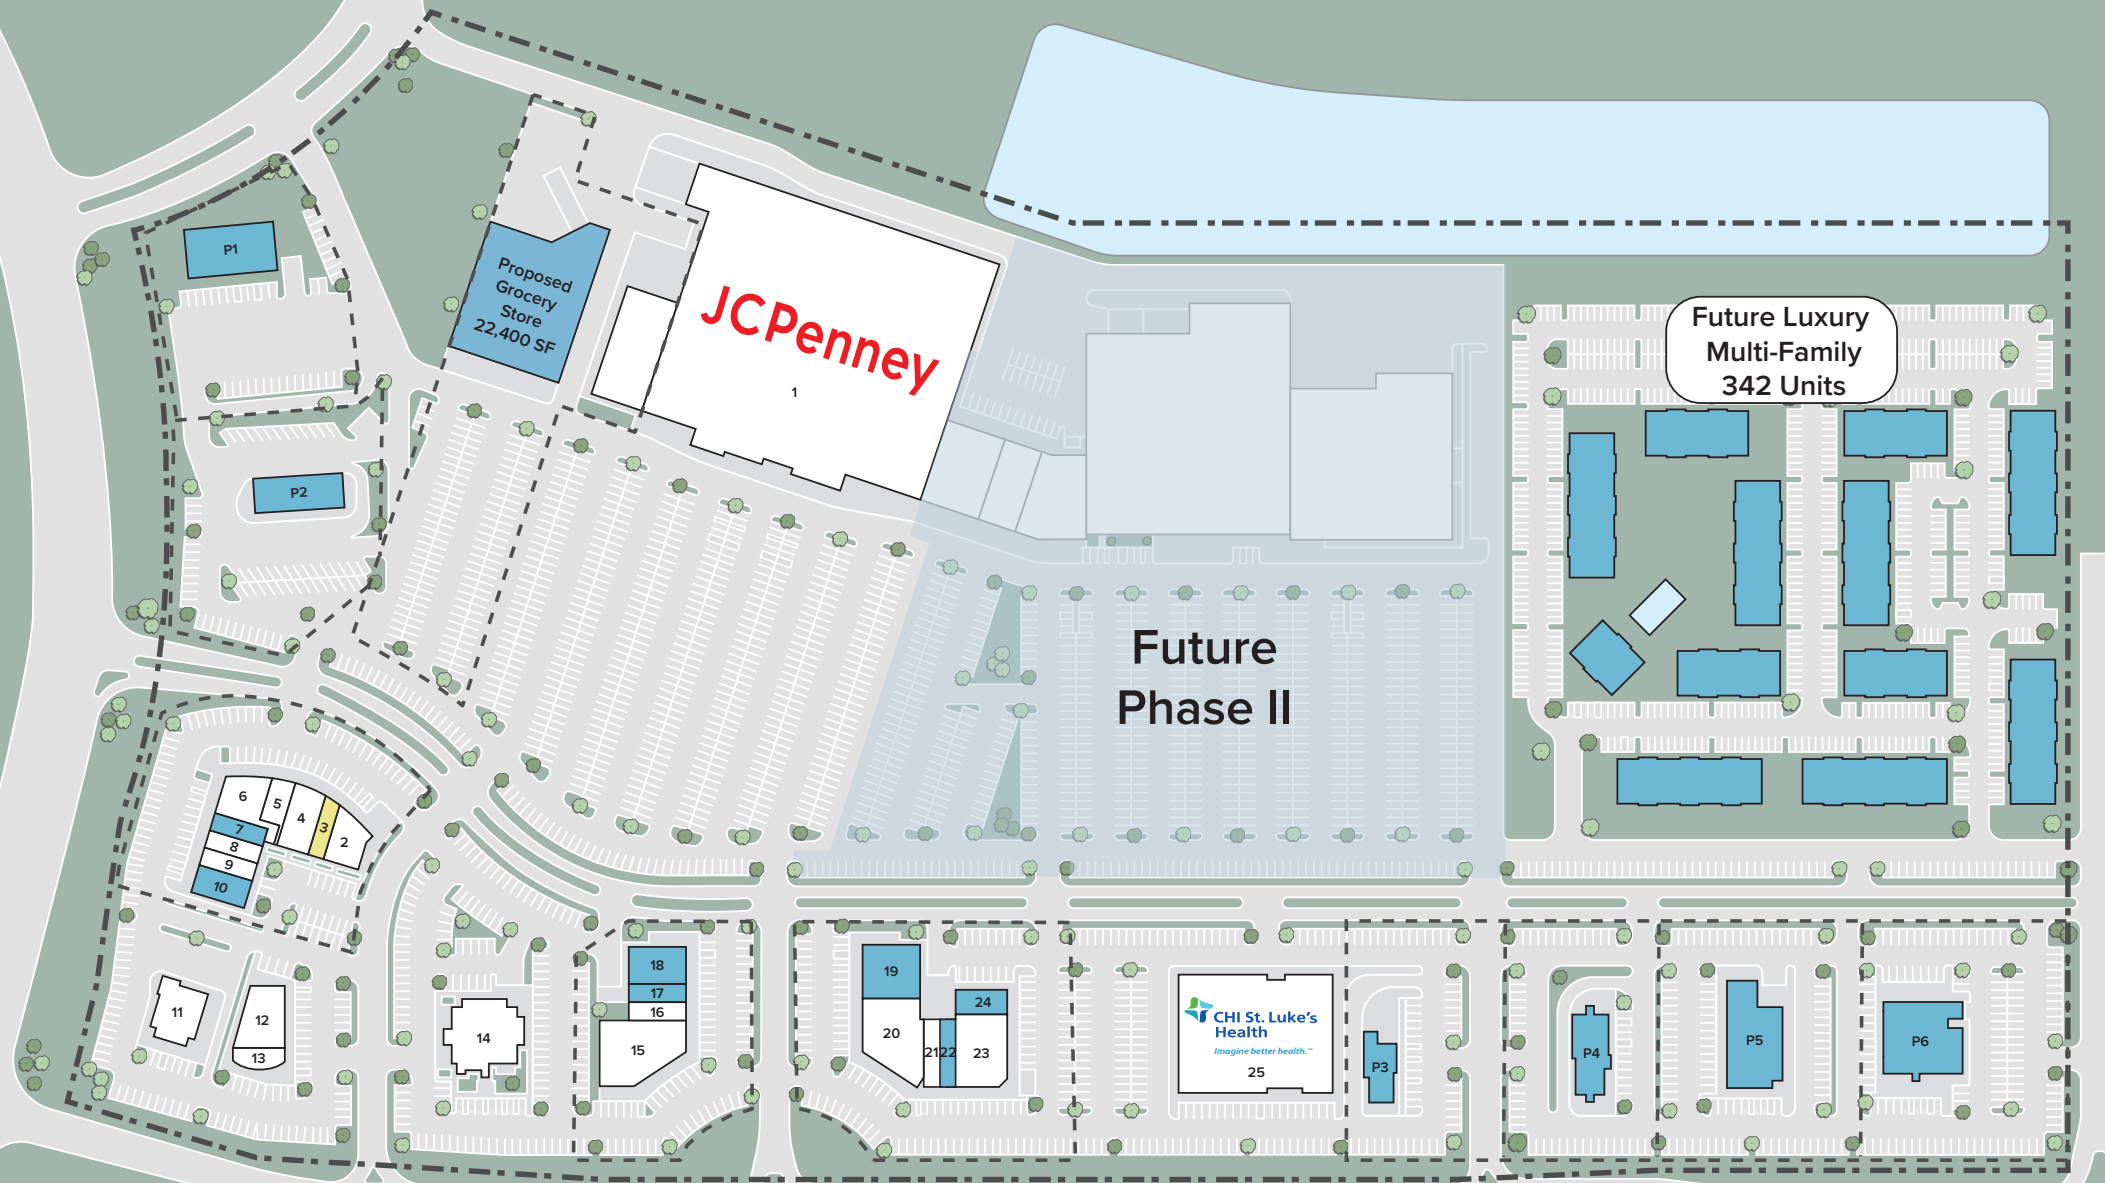 P1
Proposed
Grocery
Store
22,400 SF
JCPenney
1
Future Luxury
Multi-Family
342 Units
P2
Future
Phase II
6
5
4
3
2
7
8
9
10
11
12
13
14
18
17
16
15
19
20
21
22
24
23
CHI St. Luke's
Health
Imagine better health.™
25
P3
P4
P5
P6